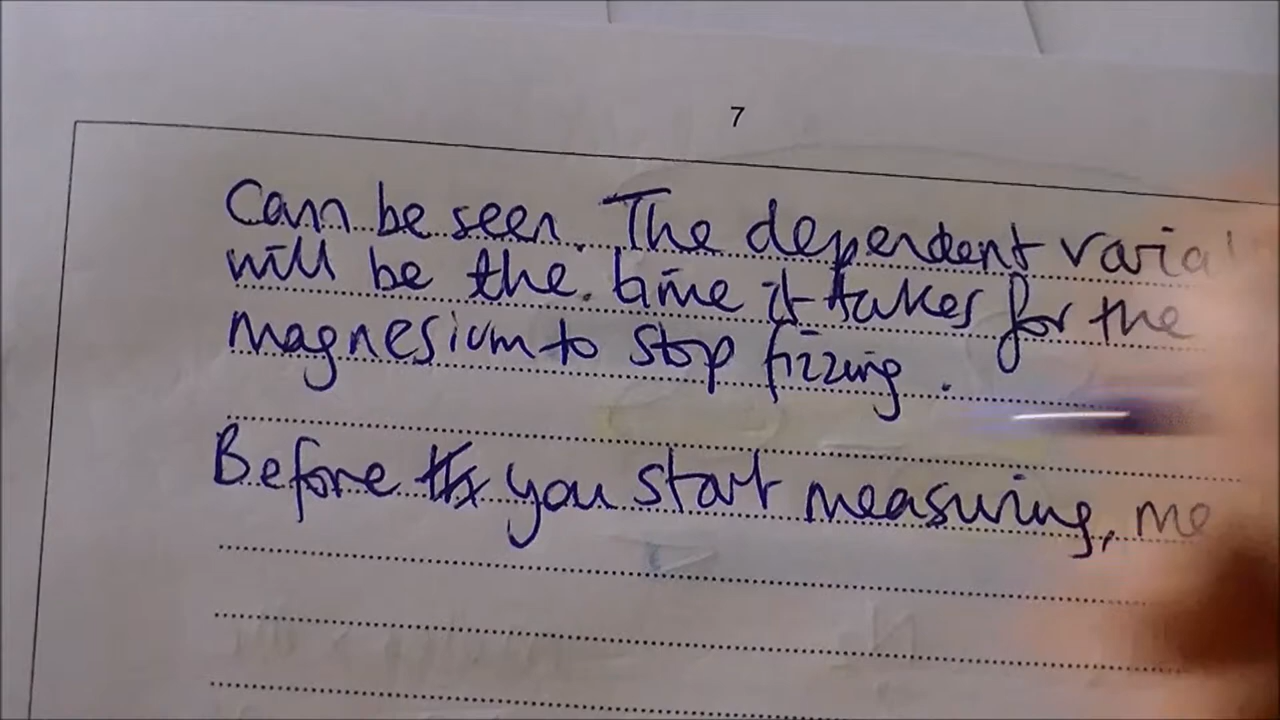 7
Cann be seen. The dependent varia
will be the. time it takes for the
magnesium to stop fizzing.
Before you start measuring, me